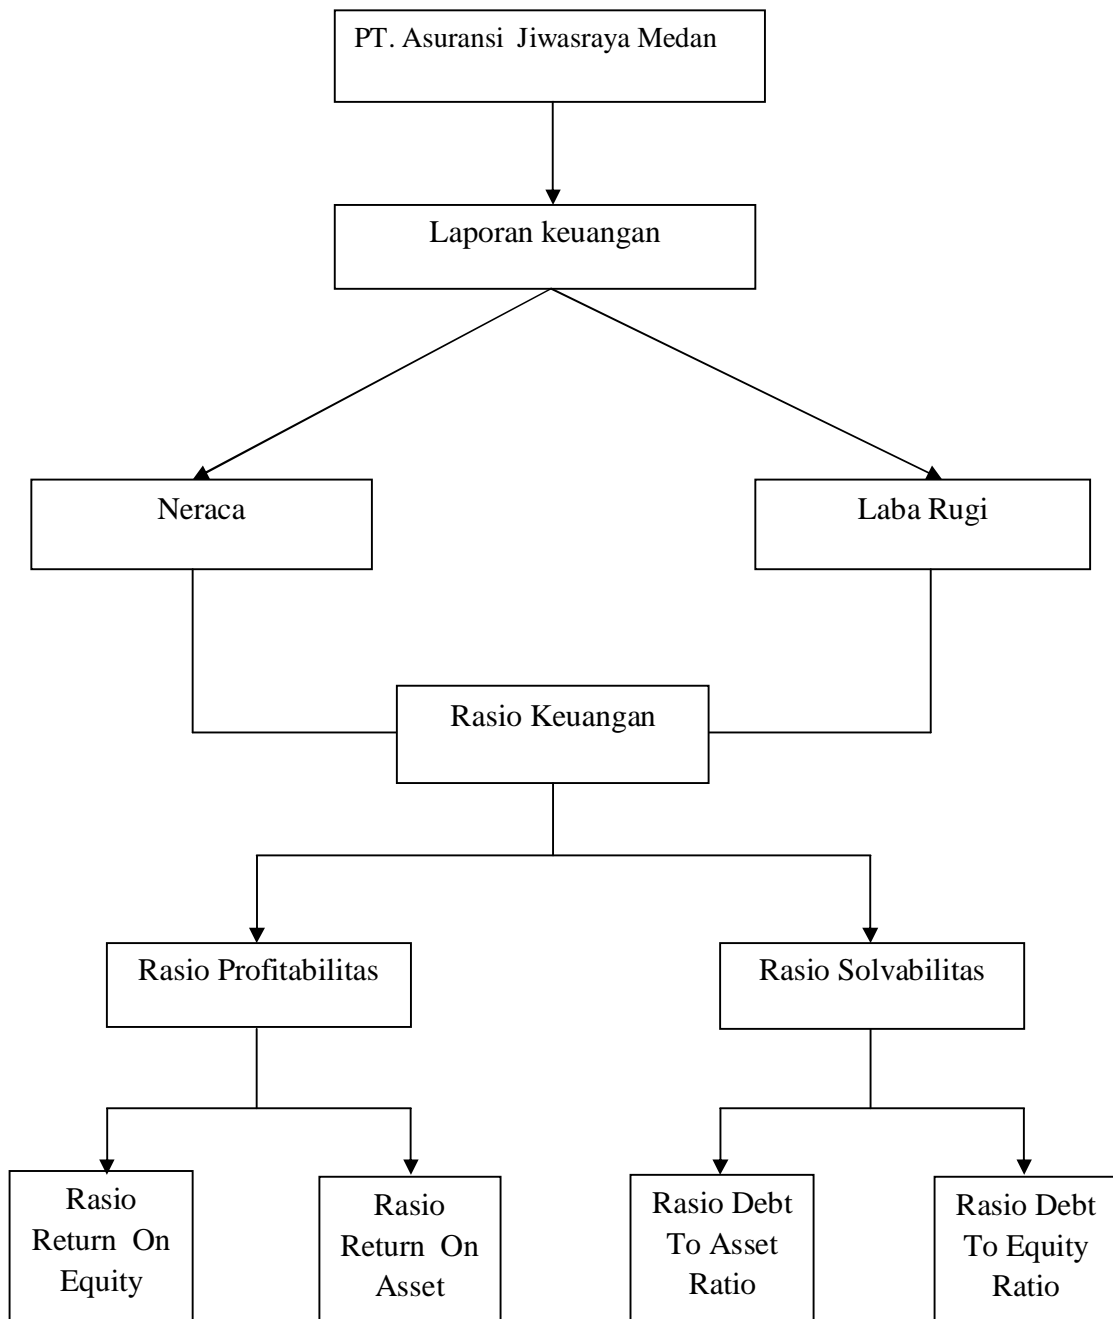 PT. Asuransi Jiwasraya Medan
Laporan keuangan
Neraca
Laba Rugi
Rasio Keuangan
Rasio Profitabilitas
Rasio Solvabilitas
Rasio
Return On
Equity
Rasio
Return On
Asset
Rasio Debt
To Asset
Ratio
Rasio Debt
To Equity
Ratio